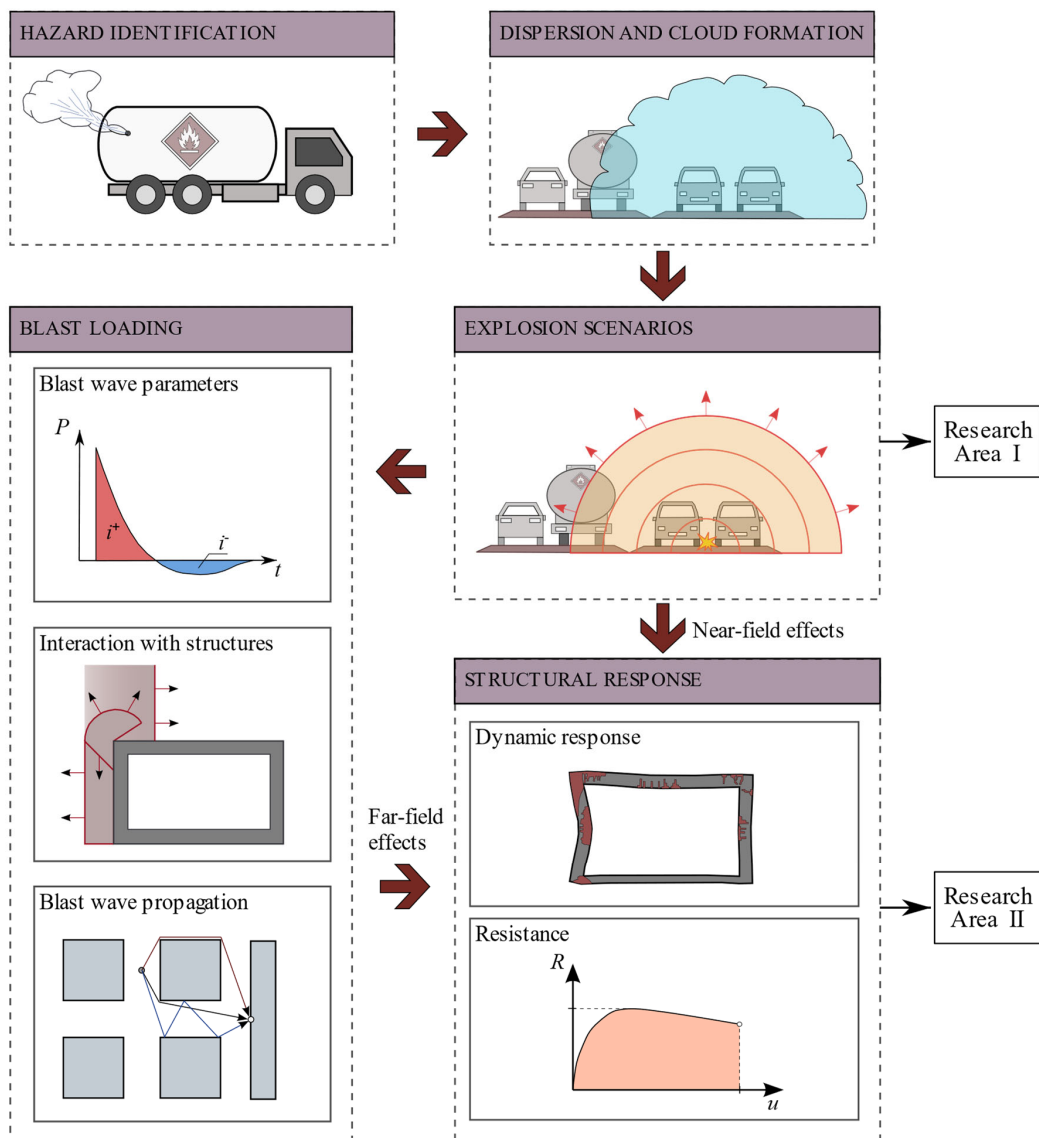 HAZARD IDENTIFICATION
DISPERSION AND CLOUD FORMATION
BLAST LOADING
Blast wave parameters
P
i+
i-
t
Interaction with structures
Blast wave propagation
EXPLOSION SCENARIOS
Research
Area I
Near-field effects
Far-field
effects
STRUCTURAL RESPONSE
Dynamic response
Resistance
R
u
Research
Area II